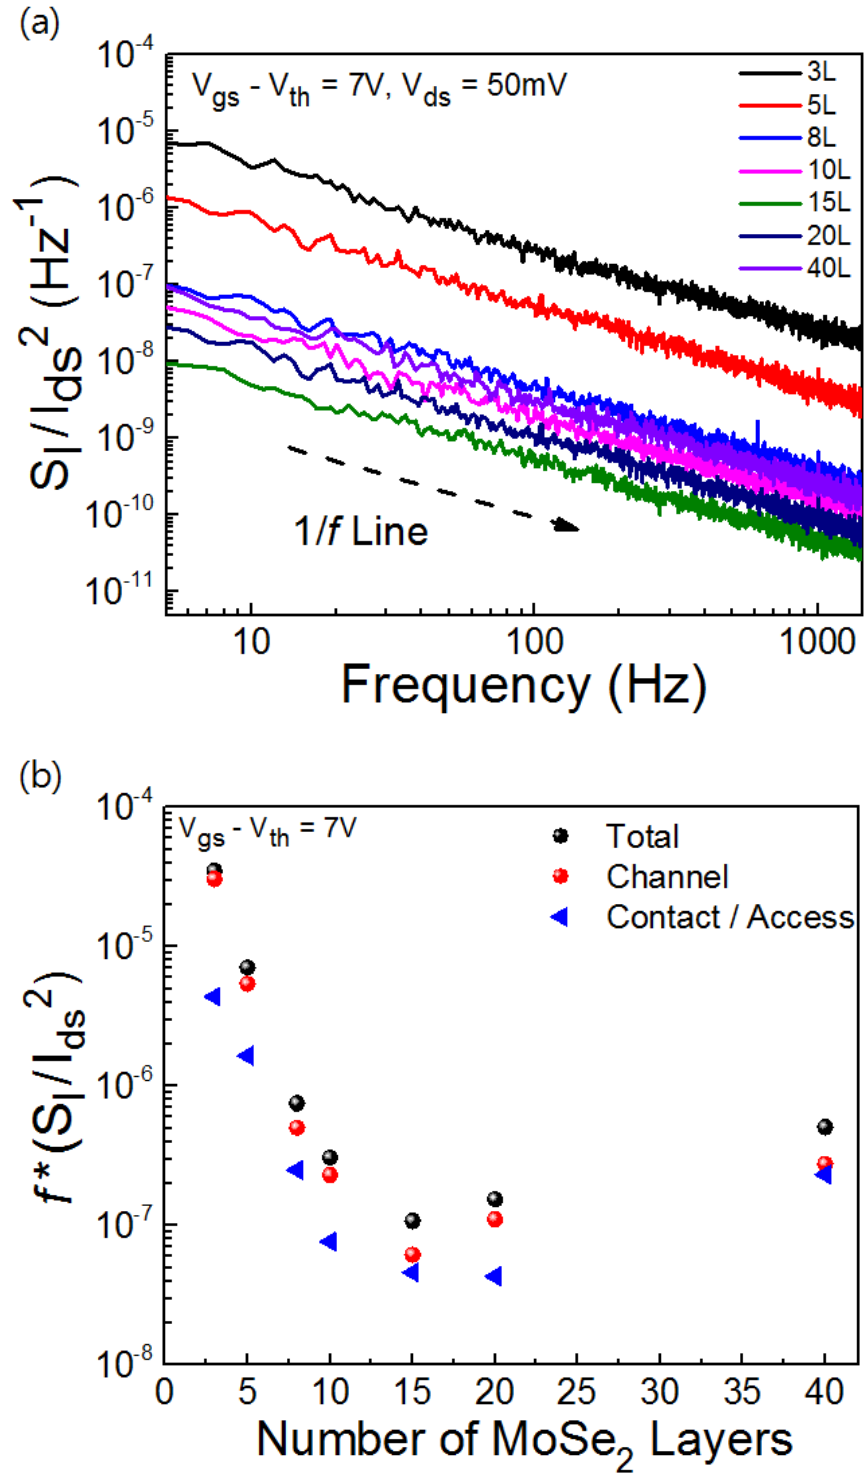 (a)
V_gs - V_th = 7V, V_ds = 50mV
3L
5L
8L
10L
15L
20L
40L
10^-4
10^-5
10^-6
10^-7
10^-8
10^-9
10^-10
10^-11
S_I/I_ds^2 (Hz^-1)
1/f Line
10
100
1000
Frequency (Hz)
(b)
V_gs - V_th = 7V
Total
Channel
Contact / Access
10^-4
10^-5
10^-6
10^-7
10^-8
f*(S_I/I_ds^2)
0
5
10
15
20
25
30
35
40
Number of MoSe_2 Layers